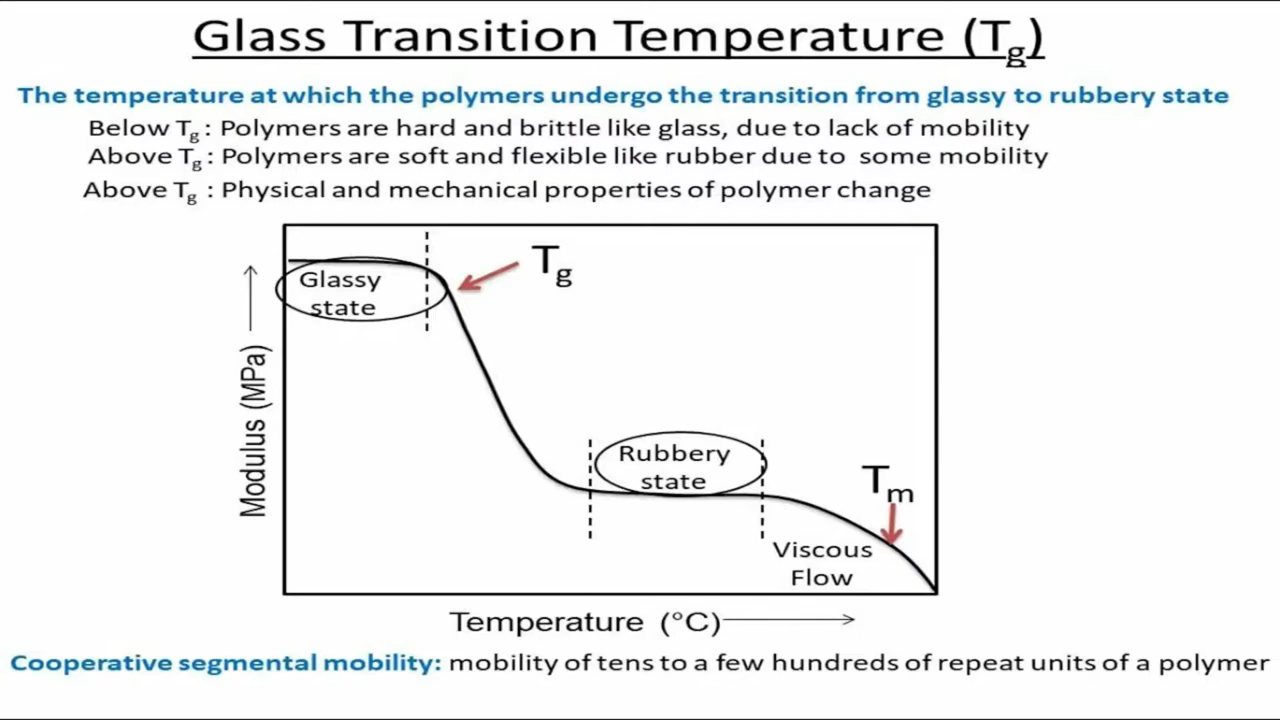 Glass Transition Temperature (Tg)
The temperature at which the polymers undergo the transition from glassy to rubbery state
Below Tg : Polymers are hard and brittle like glass, due to lack of mobility
Above Tg : Polymers are soft and flexible like rubber due to some mobility
Above Tg : Physical and mechanical properties of polymer change
Tg
Glassy
state
Modulus (MPa)
Rubbery
state
Tm
Viscous
Flow
Temperature (°C)
Cooperative segmental mobility: mobility of tens to a few hundreds of repeat units of a polymer